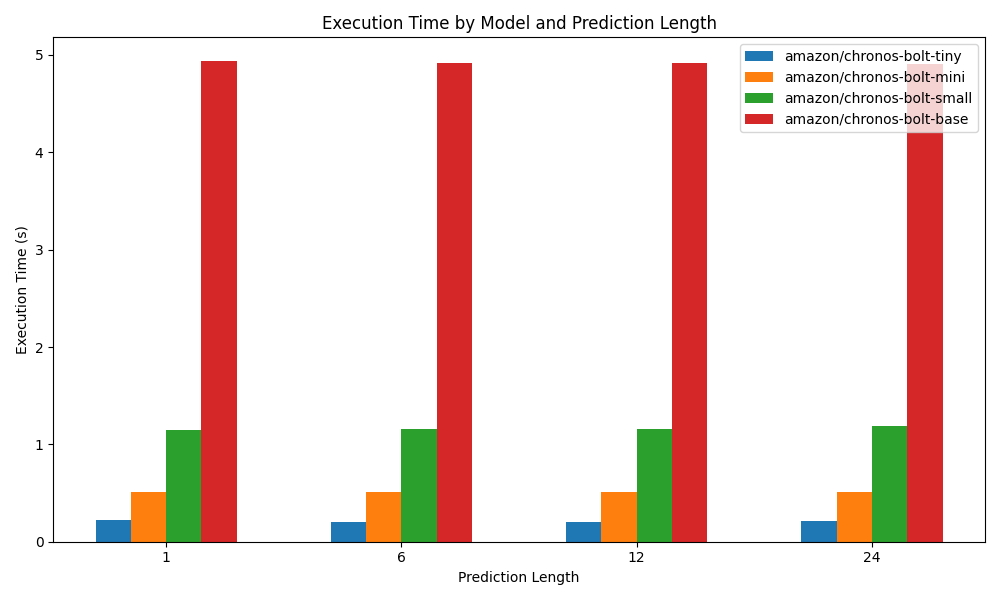 Execution Time by Model and Prediction Length
amazon/chronos-bolt-tiny
amazon/chronos-bolt-mini
amazon/chronos-bolt-small
amazon/chronos-bolt-base
Execution Time (s)
5
4
3
2
1
0
1 6 12 24
Prediction Length